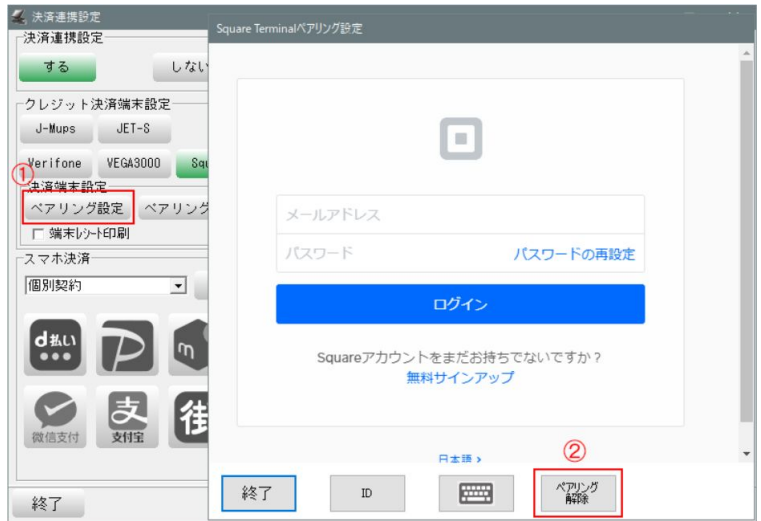 決済連携設定
決済連携設定
する
しない
クレジット決済端末設定
J-Mups
JET-S
Verifone
VEGA3000
Squ
①
決済端末設定
ペアリング設定
ペアリング
端末レシート印刷
スマホ決済
個別契約
d払い
微信支付
支付宝
街
終了
Square Terminalペアリング設定
メールアドレス
パスワード
パスワードの再設定
ログイン
Squareアカウントをまだお持ちでないですか？
無料サインアップ
日本語 ›
②
終了
ID
ペアリング
解除